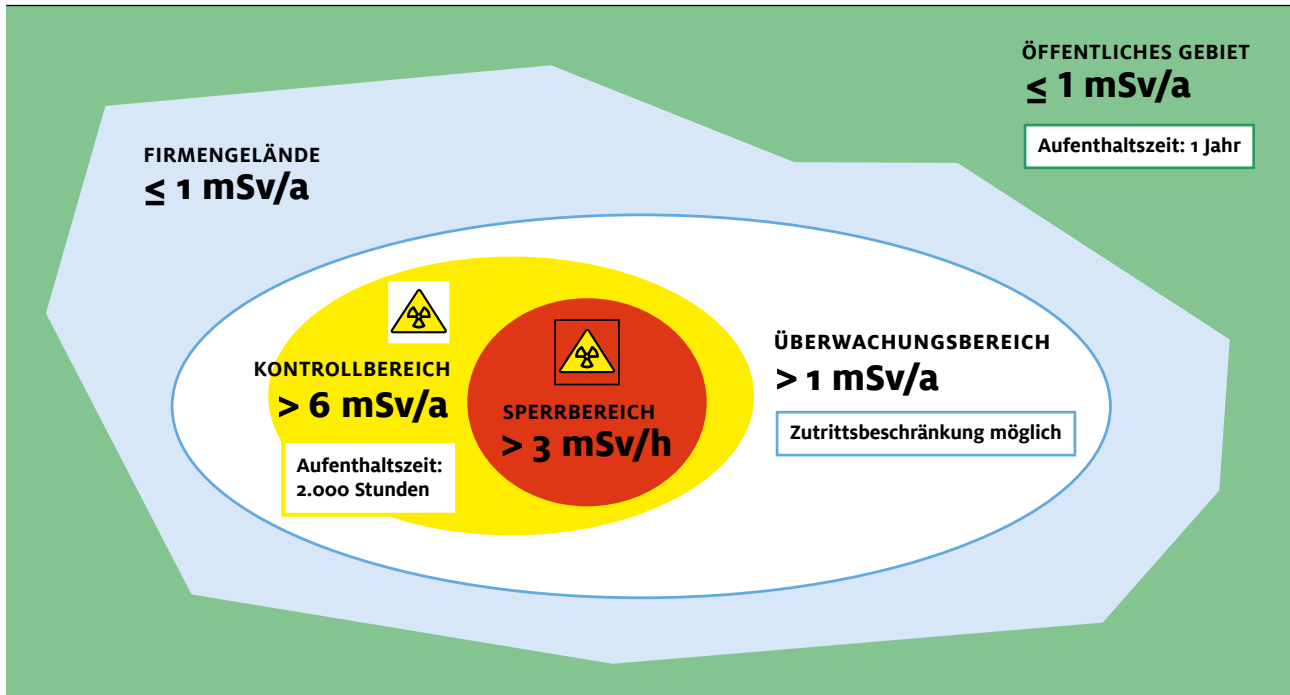 ÖFFENTLICHES GEBIET
≤ 1 mSv/a
Aufenthaltszeit: 1 Jahr
FIRMENGELÄNDE
≤ 1 mSv/a
KONTROLLBEREICH
> 6 mSv/a
Aufenthaltszeit:
2.000 Stunden
SPERRBEREICH
> 3 mSv/h
ÜBERWACHUNGSBEREICH
> 1 mSv/a
Zutrittsbeschränkung möglich